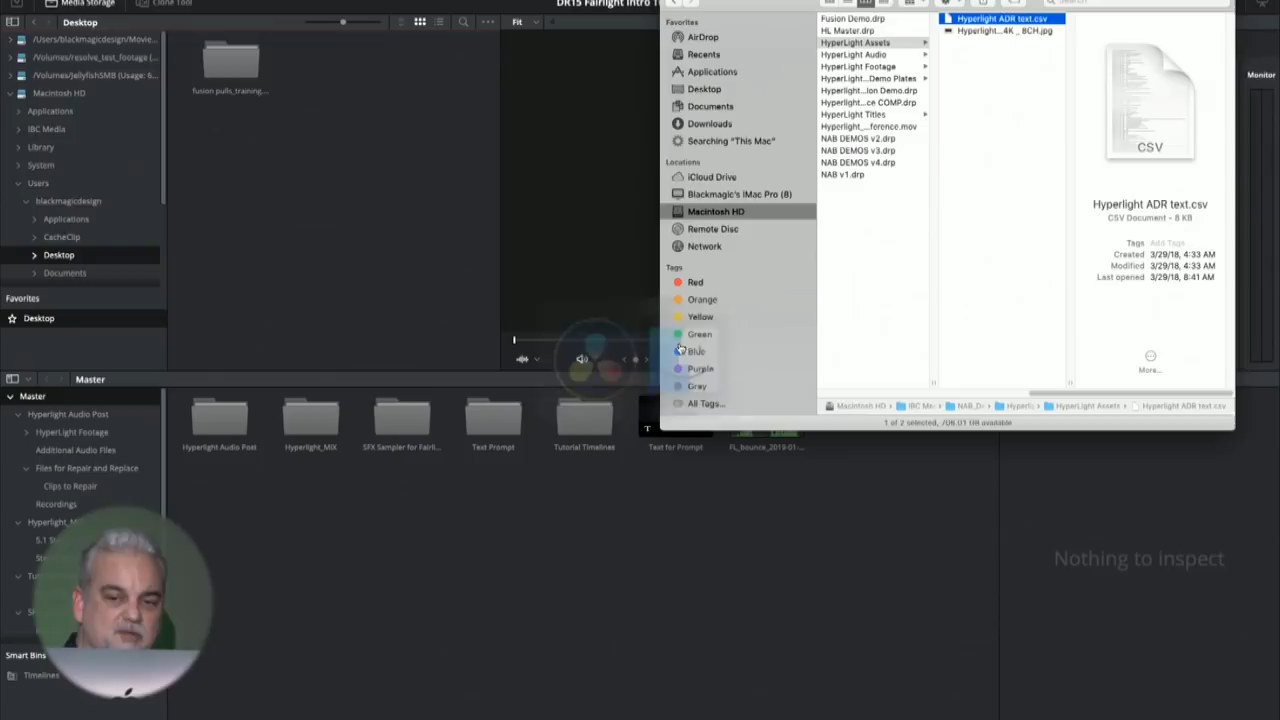 Media Storage
Clone Tool
DR15 Fairlight Intro T
Desktop
Fit
/Users/blackmagicdesign/Movie...
/Volumes/resolve_test_footage (...
/Volumes/jellyfishSMB (Usage: 6...
Macintosh HD
Applications
IBC Media
Library
System
Users
blackmagicdesign
Applications
CacheClip
Desktop
Documents
Favorites
Desktop
fusion pulls_training,...
Favorites
AirDrop
Recents
Applications
Desktop
Documents
Downloads
Searching "This Mac"
Locations
iCloud Drive
Blackmagic's iMac Pro (8)
Macintosh HD
Remote Disc
Network
Tags
Red
Orange
Yellow
Green
Blue
Purple
Gray
All Tags...
Fusion Demo.drp
HL Master.drp
HyperLight Assets
HyperLight Audio
HyperLight Footage
HyperLight...Demo Plates
HyperLight...lon Demo.drp
HyperLight...ce COMP.drp
HyperLight Titles
Hyperlight_...ference.mov
NAB DEMOS v2.drp
NAB DEMOS v3.drp
NAB DEMOS v4.drp
NAB v1.drp
Hyperlight ADR text.csv
Hyperlight...4K _ 8CH.jpg
CSV
Hyperlight ADR text.csv
CSV Document - 8 KB
Tags Add Tags
Created 3/29/18, 4:33 AM
Modified 3/29/18, 4:33 AM
Last opened 3/29/18, 8:41 AM
More...
Macintosh HD
HyperLight Assets
Hyperlight ADR text.csv
1 of 2 selected, 706.01 GB available
Monitor
Master
Master
Hyperlight Audio Post
HyperLight Footage
Additional Audio Files
Files for Repair and Replace
Clips to Repair
Recordings
5.1 S
Smart Bins
Timelines
Hyperlight Audio Post
Hyperlight_MIX
SFX Sampler for Fairli...
Text Prompt
Tutorial Timelines
Text for Prompt
FL_bounce_2019-01-...
Nothing to inspect